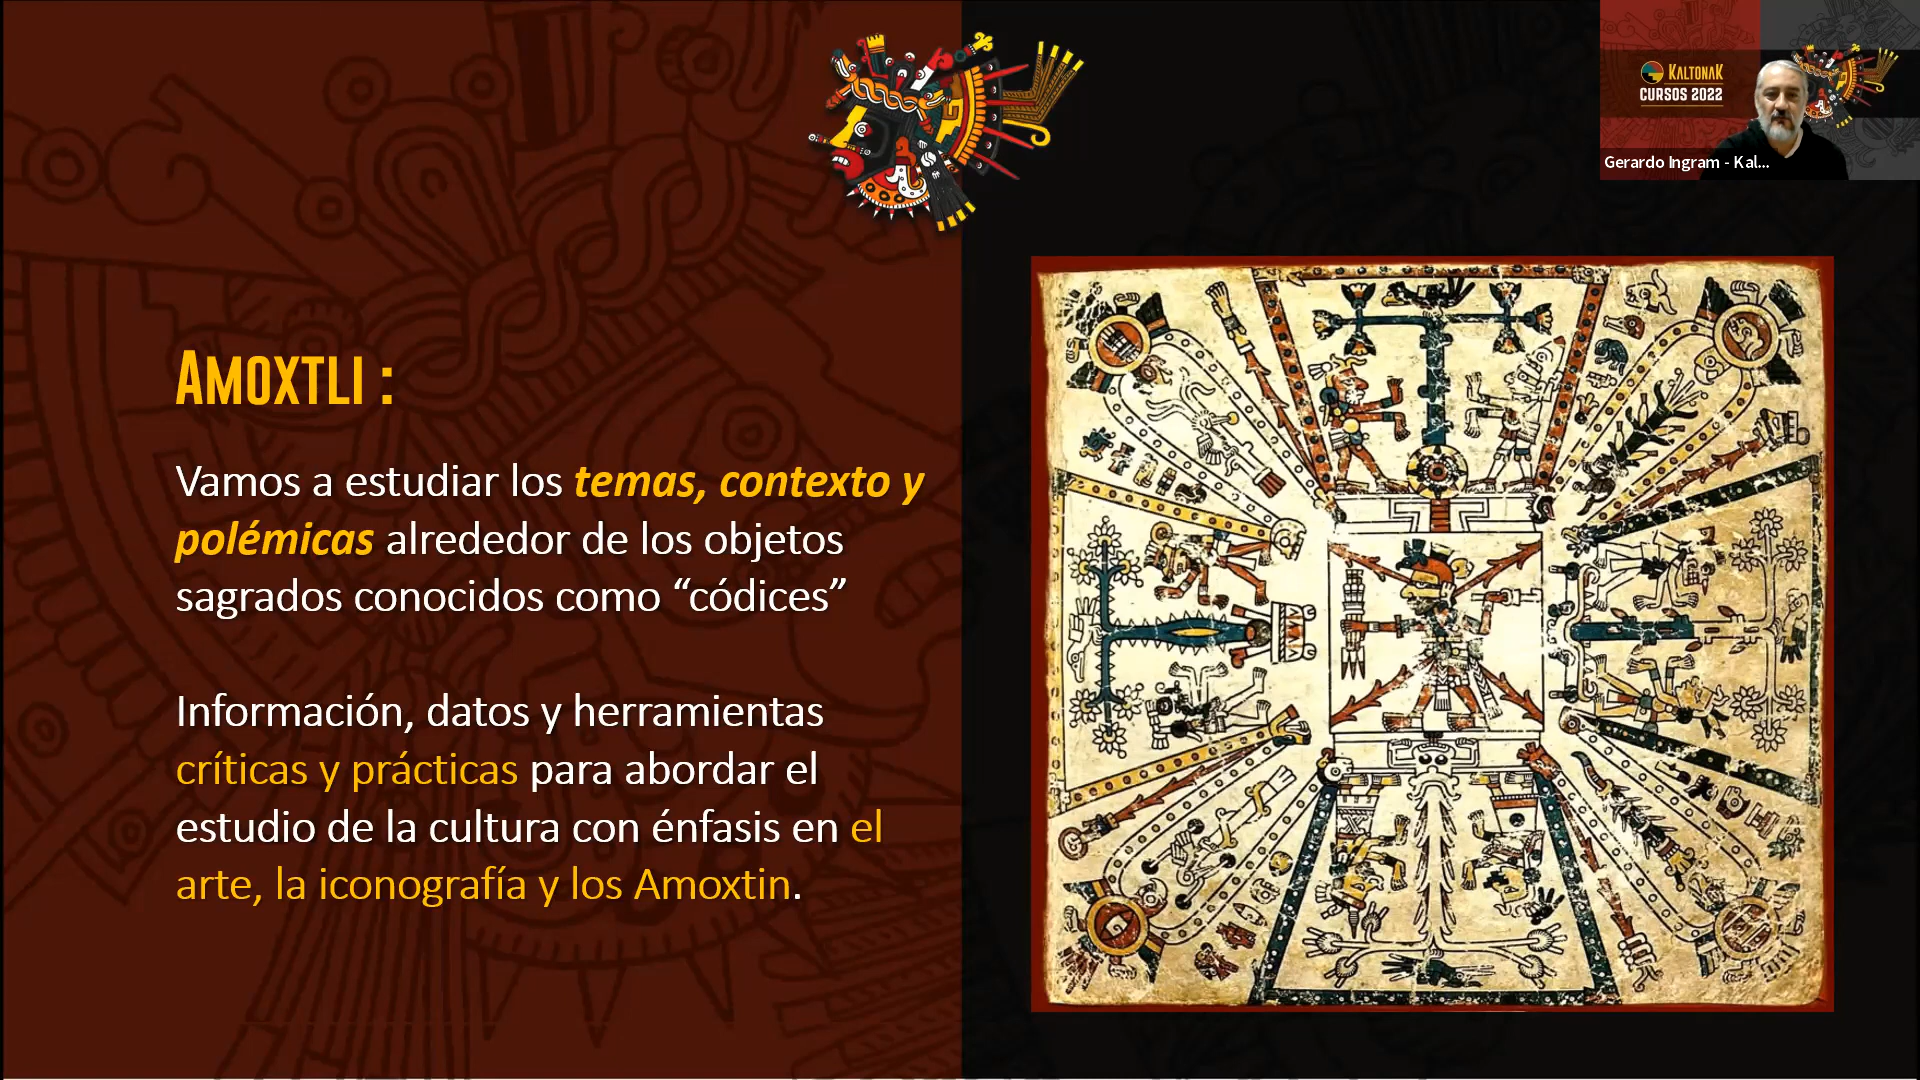 KALTONAK
CURSOS 2022
Gerardo Ingram - Kal...
AMOXTLI :
Vamos a estudiar los temas, contexto y
polémicas alrededor de los objetos
sagrados conocidos como “códices”
Información, datos y herramientas
críticas y prácticas para abordar el
estudio de la cultura con énfasis en el
arte, la iconografía y los Amoxtin.